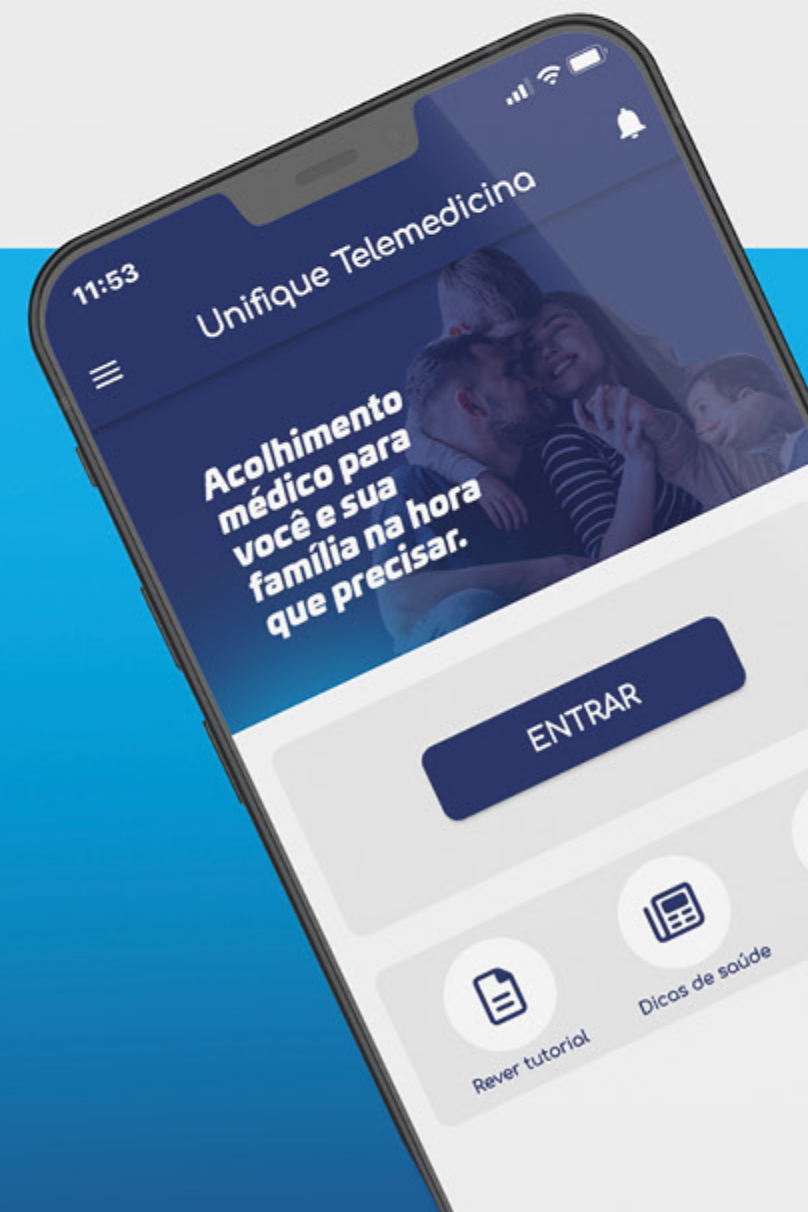 11:53
Unifique Telemedicina
Acolhimento
médico para
você e sua
família na hora
que precisar.
ENTRAR
Rever tutorial
Dicas de saúde